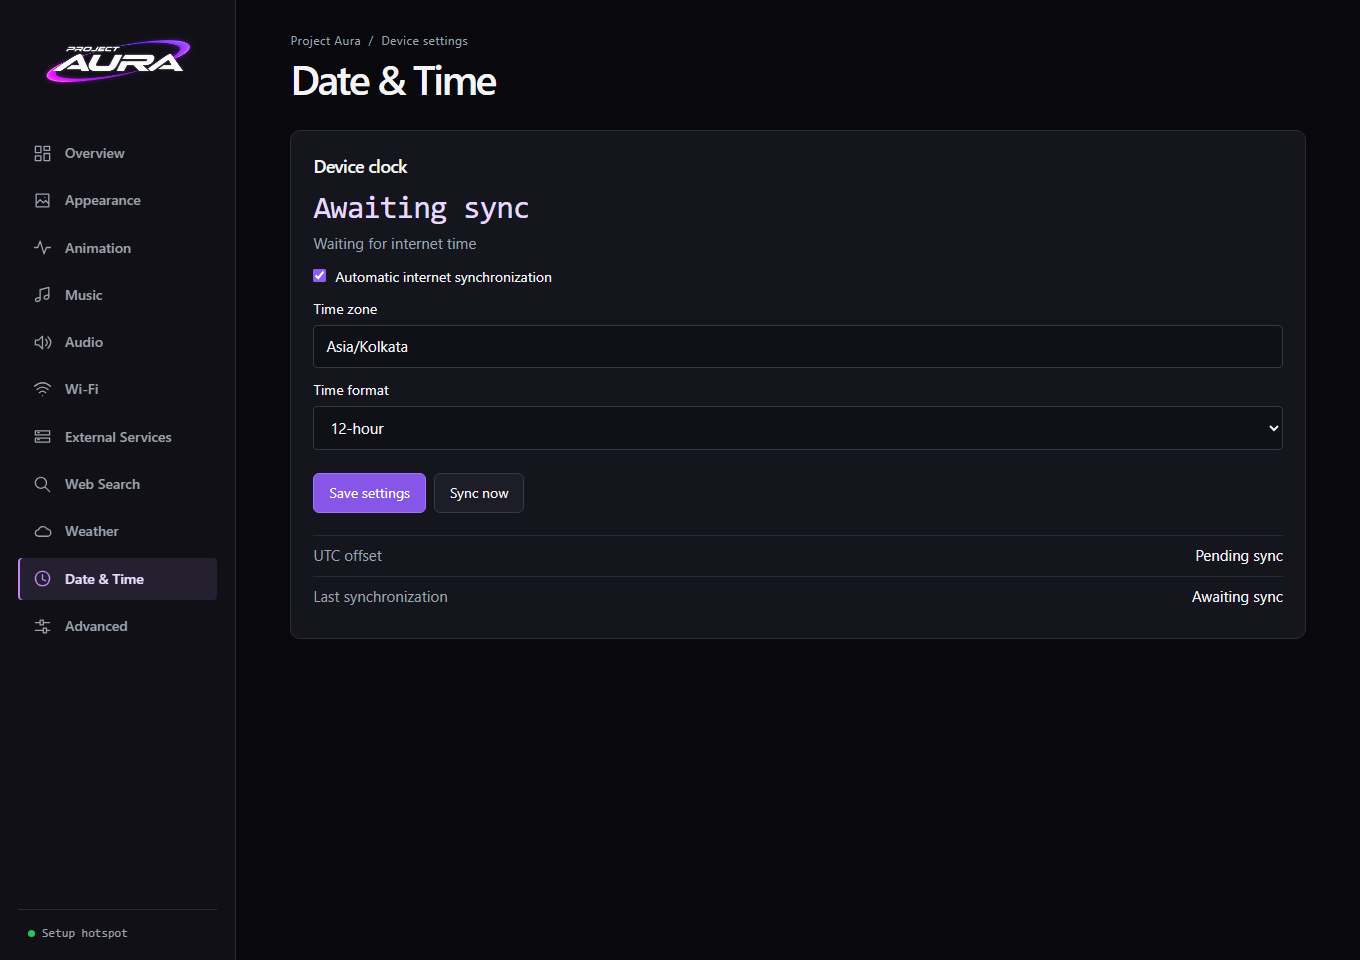 PROJECT
AURA
Overview
Appearance
Animation
Music
Audio
Wi-Fi
External Services
Web Search
Weather
Date & Time
Advanced
Setup hotspot
Project Aura / Device settings
Date & Time
Device clock
Awaiting sync
Waiting for internet time
Automatic internet synchronization
Time zone
Asia/Kolkata
Time format
12-hour
Save settings Sync now
UTC offset Pending sync
Last synchronization Awaiting sync